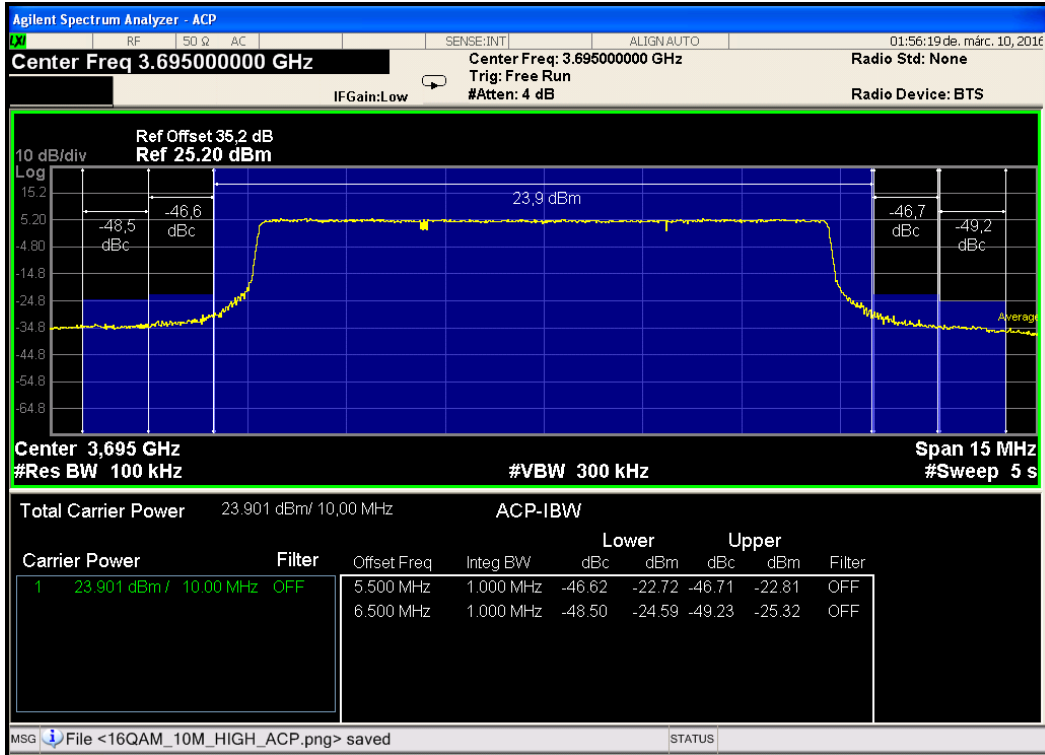 Agilent Spectrum Analyzer - ACP
LXI RF 50 Ω AC SENSE:INT ALIGN AUTO 01:56:19 de. márc. 10, 2016
Center Freq 3.695000000 GHz
Center Freq: 3.695000000 GHz
Radio Std: None
Trig: Free Run
IFGain:Low
#Atten: 4 dB
Radio Device: BTS
Ref Offset 35,2 dB
10 dB/div Ref 25.20 dBm
Log
15.2
5.20
-4.80
-14.8
-24.8
-34.8
-44.8
-54.8
-64.8
23,9 dBm
-48,5 dBc
-46,6 dBc
-46,7 dBc
-49,2 dBc
Average
Center 3,695 GHz Span 15 MHz
#Res BW 100 kHz #VBW 300 kHz #Sweep 5 s
Total Carrier Power 23.901 dBm/ 10,00 MHz ACP-IBW
Lower Upper
Carrier Power Filter Offset Freq Integ BW dBc dBm dBc dBm Filter
1 23.901 dBm / 10.00 MHz OFF 5.500 MHz 1.000 MHz -46.62 -22.72 -46.71 -22.81 OFF
6.500 MHz 1.000 MHz -48.50 -24.59 -49.23 -25.32 OFF
MSG File <16QAM_10M_HIGH_ACP.png> saved STATUS